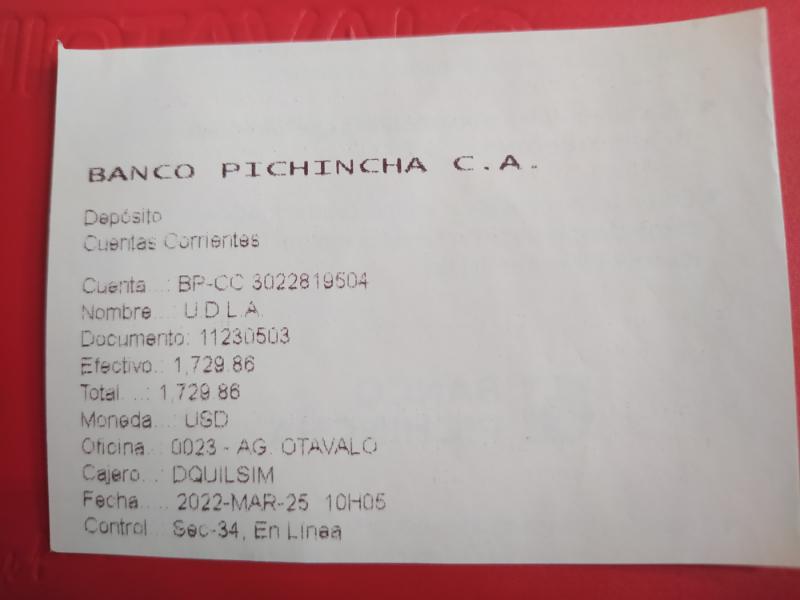 BANCO PICHINCHA C.A.
Depósito
Cuentas Corrientes
Cuenta...: BP-CC 3022819504
Nombre...: U.D.L.A.
Documento: 11230503
Efectivo.: 1,729.86
Total....: 1,729.86
Moneda...: USD
Oficina..: 0023 - AG. OTAVALO
Cajero...: DQUILSIM
Fecha....: 2022-MAR-25 10H05
Control..: Sec-34, En Línea